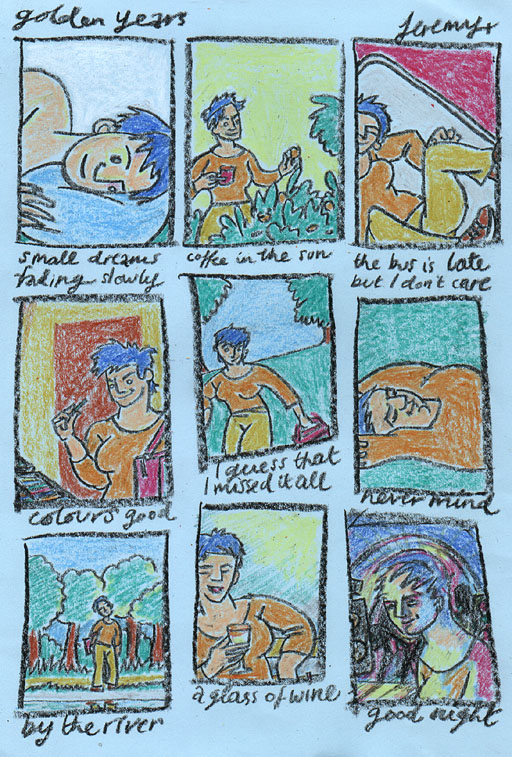 golden years
Jeremy
small dreams
fading slowly
coffee in the sun
the bus is late
but I don't care
colours good
I guess that
I missed it all
never mind
by the river
a glass of wine
good night